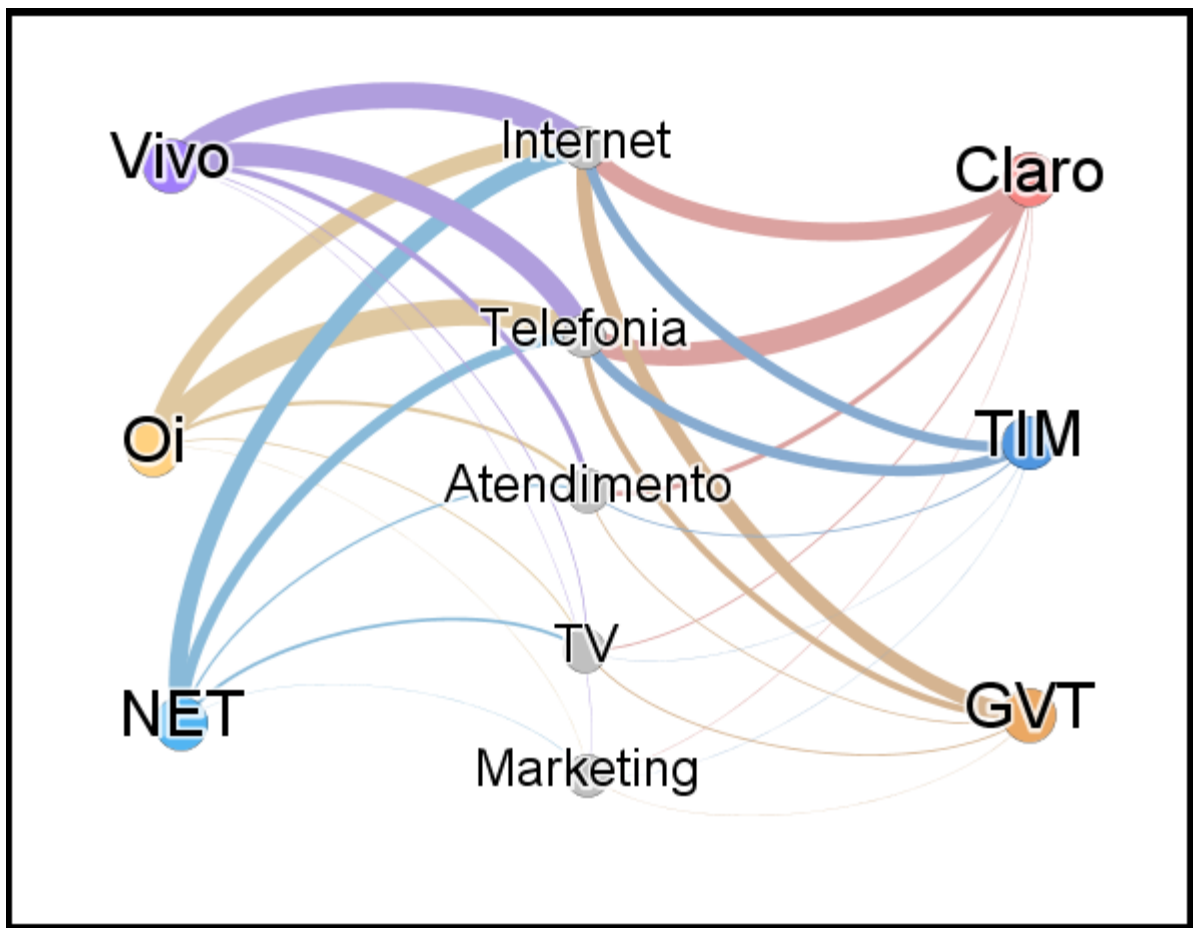 Vivo
Internet
Claro
Telefonia
Oi
TIM
Atendimento
TV
NET
GVT
Marketing